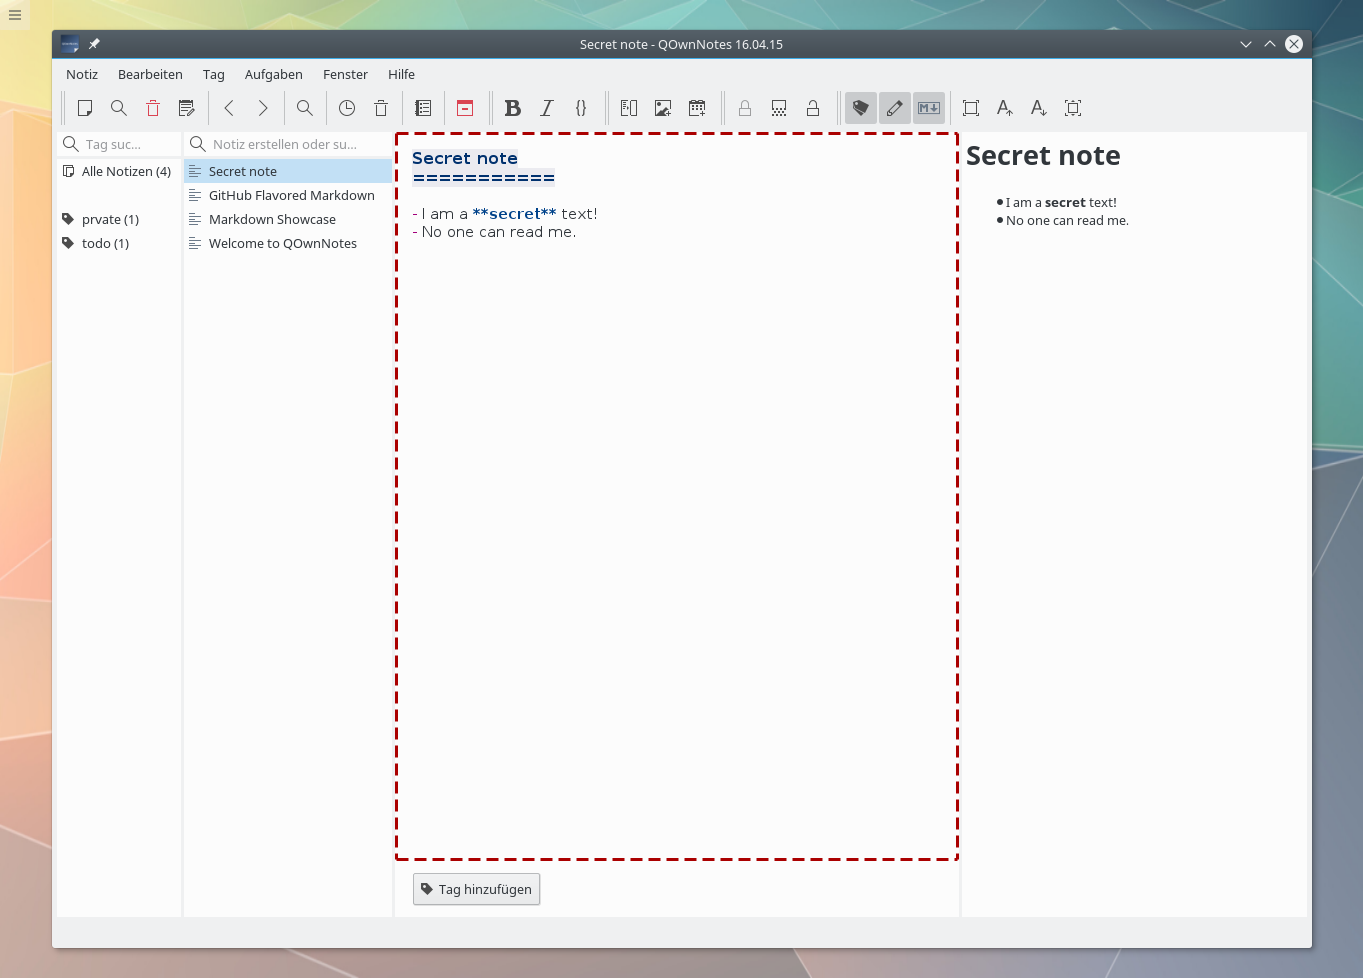 Secret note - QOwnNotes 16.04.15
Notiz Bearbeiten Tag Aufgaben Fenster Hilfe
B I {} A A
Tag suc...
Alle Notizen (4)
prvate (1)
todo (1)
Notiz erstellen oder su...
Secret note
GitHub Flavored Markdown
Markdown Showcase
Welcome to QOwnNotes
Secret note
===========
- I am a **secret** text!
- No one can read me.
Tag hinzufügen
Secret note
● I am a secret text!
● No one can read me.